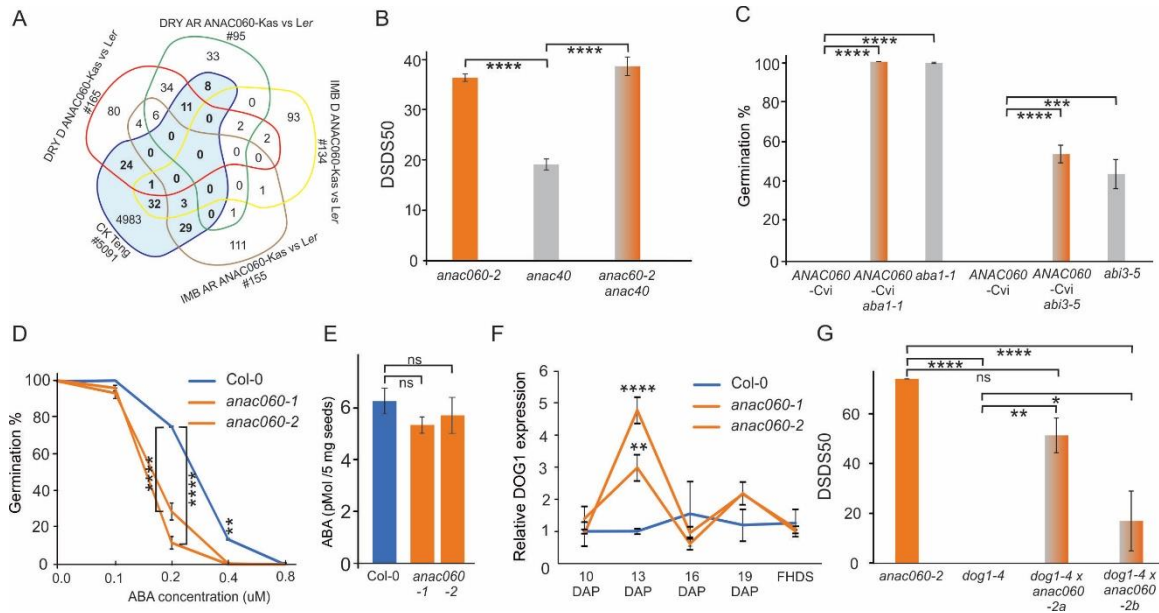 A
DRY AR ANAC060-Kas vs Ler
#95
DRY D ANAC060-Kas vs Ler
#165
IMB D ANAC060-Kas vs Ler
#134
IMB AR ANAC060-Kas vs Ler
#155
CK Teng
#5091
33
8
34
0
93
11
80
6
2
4
0
2
0
0
0
0
24
0
0
1
0
1
32
3
0
1
4983
29
111
B
DSDS50
40
30
20
10
0
****
****
anac060-2
anac40
anac60-2
anac40
C
Germination %
100
80
60
40
20
0
****
****
***
****
ANAC060
-Cvi
ANAC060
-Cvi
aba1-1
aba1-1
ANAC060
-Cvi
ANAC060
-Cvi
abi3-5
abi3-5
D
Germination %
100
80
60
40
20
0
Col-0
anac060-1
anac060-2
****
****
**
0.0
0.1
0.2
0.4
0.8
ABA concentration (uM)
E
ABA (pMol /5 mg seeds)
6
4
2
0
ns
ns
Col-0
anac060
-1 -2
F
Relative DOG1 expression
6
5
4
3
2
1
0
Col-0
anac060-1
anac060-2
****
**
10
DAP
13
DAP
16
DAP
19
DAP
FHDS
G
DSDS50
60
40
20
0
****
****
ns
*
**
anac060-2
dog1-4
dog1-4 x
anac060
-2a
dog1-4 x
anac060
-2b